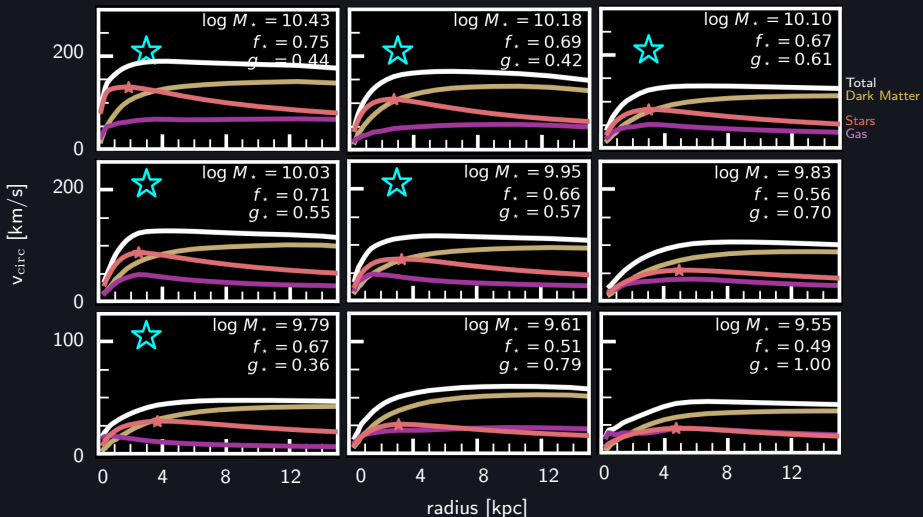 v_circ [km/s]
200
0
log M⋆ = 10.43
f⋆ = 0.75
g⋆ = 0.44
log M⋆ = 10.18
f⋆ = 0.69
g⋆ = 0.42
log M⋆ = 10.10
f⋆ = 0.67
g⋆ = 0.61
Total
Dark Matter
Stars
Gas
200
0
log M⋆ = 10.03
f⋆ = 0.71
g⋆ = 0.55
log M⋆ = 9.95
f⋆ = 0.66
g⋆ = 0.57
log M⋆ = 9.83
f⋆ = 0.56
g⋆ = 0.70
100
0
log M⋆ = 9.79
f⋆ = 0.67
g⋆ = 0.36
log M⋆ = 9.61
f⋆ = 0.51
g⋆ = 0.79
log M⋆ = 9.55
f⋆ = 0.49
g⋆ = 1.00
0 4 8 12 0 4 8 12 0 4 8 12
radius [kpc]